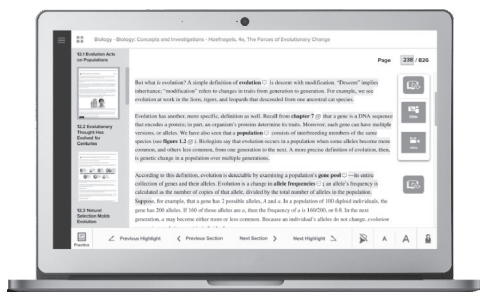 Biology - Biology: Concepts and Investigations - Hoefnagels, 4e, The Forces of Evolutionary Change
Page 238 / 826
12.1 Evolution Acts
on Populations
12.2 Evolutionary
Thought Has
Evolved for
Centuries
12.3 Natural
Selection Molds
Evolution
But what is evolution? A simple definition of evolution is descent with modification. "Descent" implies
inheritance; "modification" refers to changes in traits from generation to generation. For example, we see
evolution at work in the lions, tigers, and leopards that descended from one ancestral cat species.
Evolution has another, more specific, definition as well. Recall from chapter 7 that a gene is a DNA sequence
that encodes a protein; in part, an organism's proteins determine its traits. Moreover, each gene can have multiple
versions, or alleles. We have also seen that a population consists of interbreeding members of the same
species (see figure 1.2). Biologists say that evolution occurs in a population when some alleles become more
common, and others less common, from one generation to the next. A more precise definition of evolution, then,
is genetic change in a population over multiple generations.
According to this definition, evolution is detectable by examining a population's gene pool —its entire
collection of genes and their alleles. Evolution is a change in allele frequencies; an allele's frequency is
calculated as the number of copies of that allele, divided by the total number of alleles in the population.
Suppose, for example, that a gene has 2 possible alleles, A and a. In a population of 100 diploid individuals, the
gene has 200 alleles. If 160 of those alleles are a, then the frequency of a is 160/200, or 0.8. In the next
generation, a may become either more or less common. Because an individual's alleles do not change, evolution
Practice
Previous Highlight
Previous Section
Next Section
Next Highlight
A
A